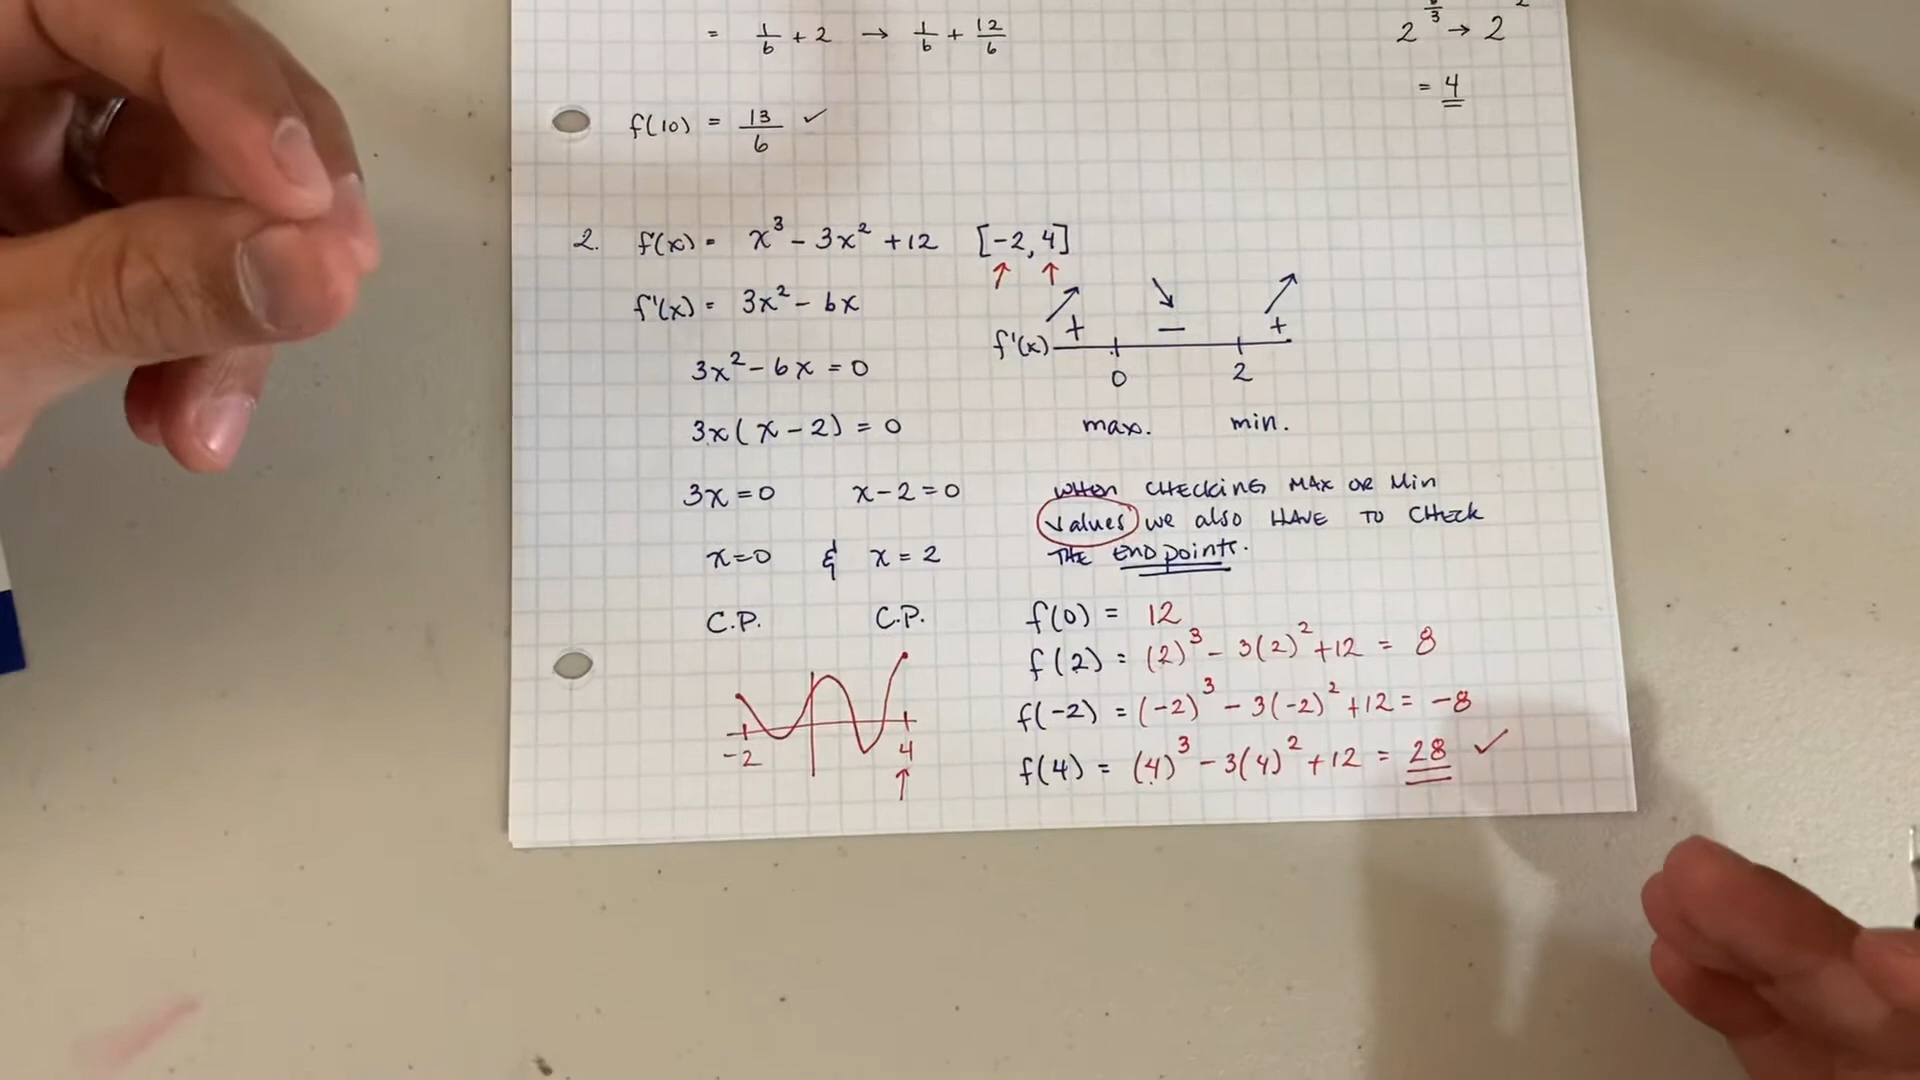 = 1/6 + 2 → 1/6 + 12/6
f(10) = 13/6 ✓
2 → 2
= 4
2. f(x) = x³ - 3x² + 12 [-2, 4]
↑ ↑
f'(x) = 3x² - 6x
3x² - 6x = 0
3x(x - 2) = 0
3x = 0 x - 2 = 0
x = 0 & x = 2
C.P. C.P.
-2 4
↑
↗ ↘ ↗
+ − +
f'(x)
0 2
max. min.
WHEN CHECKING MAX OR Min
Values we also HAVE TO CHECK
THE End points.
f(0) = 12
f(2) = (2)³ - 3(2)² + 12 = 8
f(-2) = (-2)³ - 3(-2)² + 12 = -8
f(4) = (4)³ - 3(4)² + 12 = 28 ✓